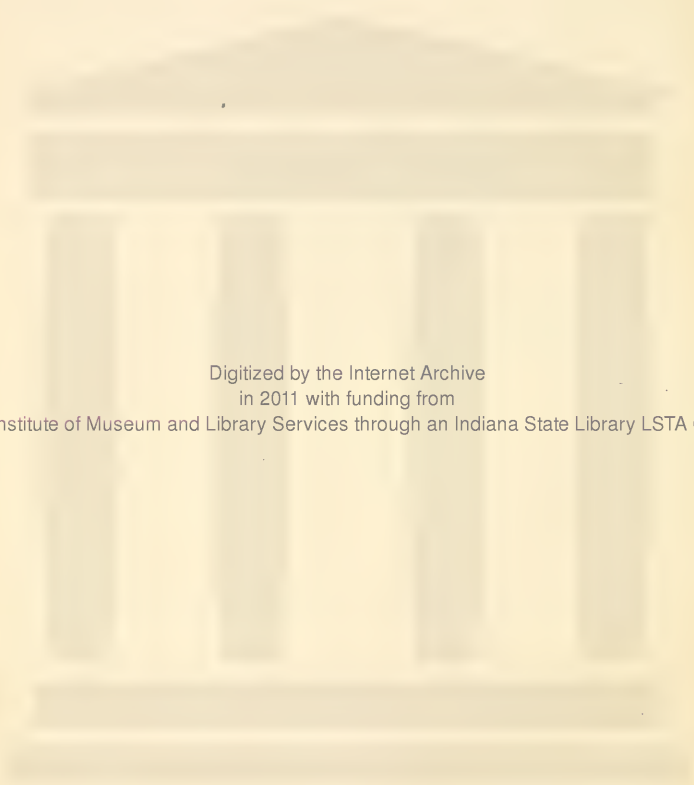 Digitized by the Internet Archive
in 2011 with funding from
nstitute of Museum and Library Services through an Indiana State Library LSTA